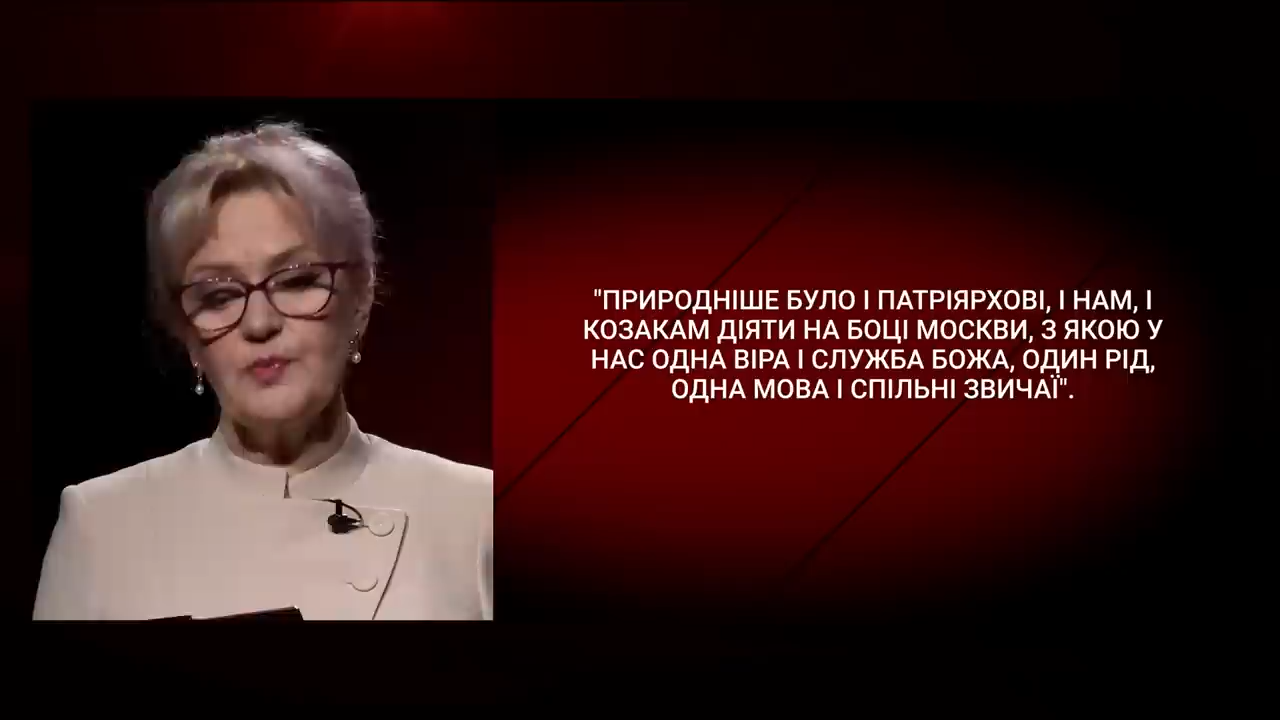 "ПРИРОДНІШЕ БУЛО І ПАТРІЯРХОВІ, І НАМ, І
КОЗАКАМ ДІЯТИ НА БОЦІ МОСКВИ, З ЯКОЮ У
НАС ОДНА ВІРА І СЛУЖБА БОЖА, ОДИН РІД,
ОДНА МОВА І СПІЛЬНІ ЗВИЧАЇ".